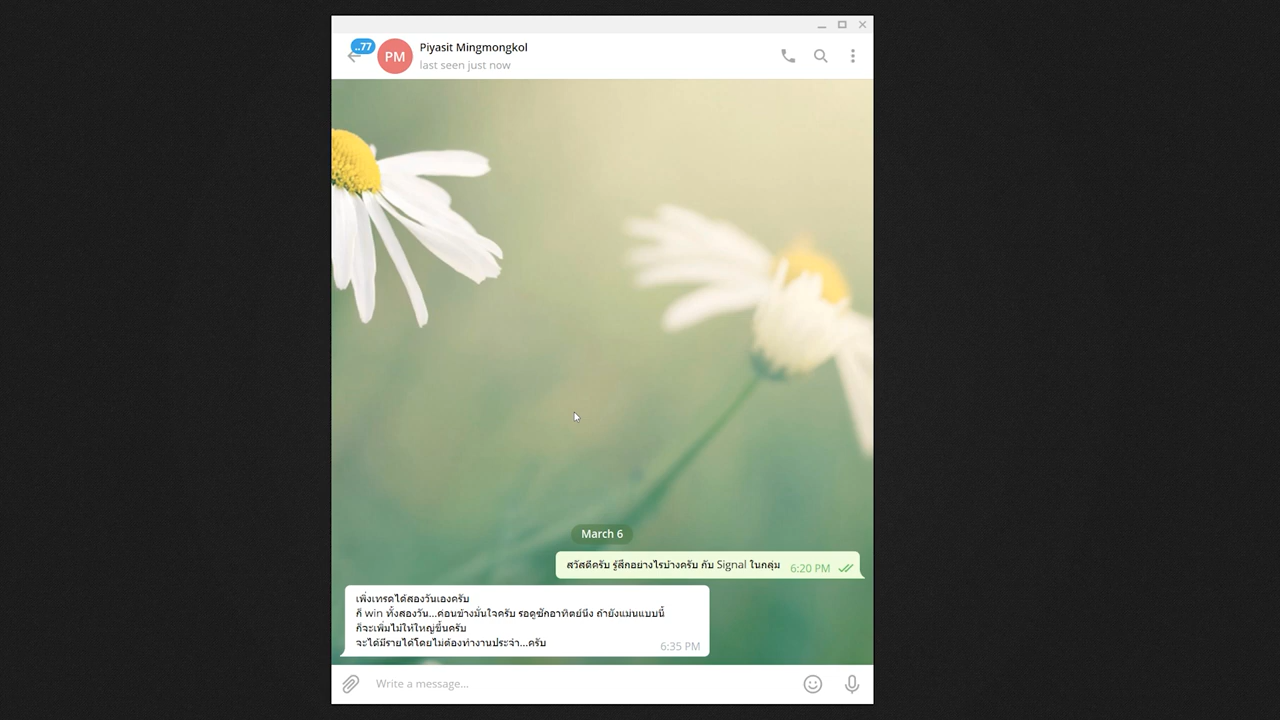 ..77
PM
Piyasit Mingmongkol
last seen just now
March 6
สวัสดีครับ รู้สึกอย่างไรบ้างครับ กับ Signal ในกลุ่ม
6:20 PM
เพิ่งเทรดได้สองวันเองครับ
ก็ win ทั้งสองวัน...ค่อนข้างมั่นใจครับ รอดูซักอาทิตย์นึง ถ้ายังแม่นแบบนี้
ก็จะเพิ่มไม้ให้ใหญ่ขึ้นครับ
จะได้มีรายได้โดยไม่ต้องทำงานประจำ...ครับ
6:35 PM
Write a message...